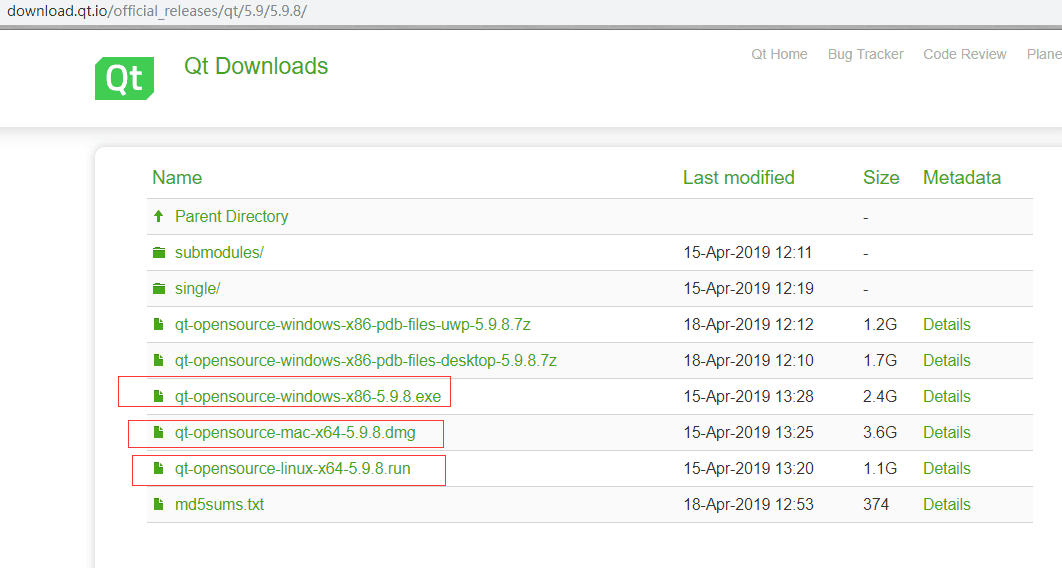 download.qt.io/official_releases/qt/5.9/5.9.8/
Qt Qt Downloads Qt Home Bug Tracker Code Review Plane
Name Last modified Size Metadata
Parent Directory -
submodules/ 15-Apr-2019 12:11 -
single/ 15-Apr-2019 12:19 -
qt-opensource-windows-x86-pdb-files-uwp-5.9.8.7z 18-Apr-2019 12:12 1.2G Details
qt-opensource-windows-x86-pdb-files-desktop-5.9.8.7z 18-Apr-2019 12:10 1.7G Details
qt-opensource-windows-x86-5.9.8.exe 15-Apr-2019 13:28 2.4G Details
qt-opensource-mac-x64-5.9.8.dmg 15-Apr-2019 13:25 3.6G Details
qt-opensource-linux-x64-5.9.8.run 15-Apr-2019 13:20 1.1G Details
md5sums.txt 18-Apr-2019 12:53 374 Details